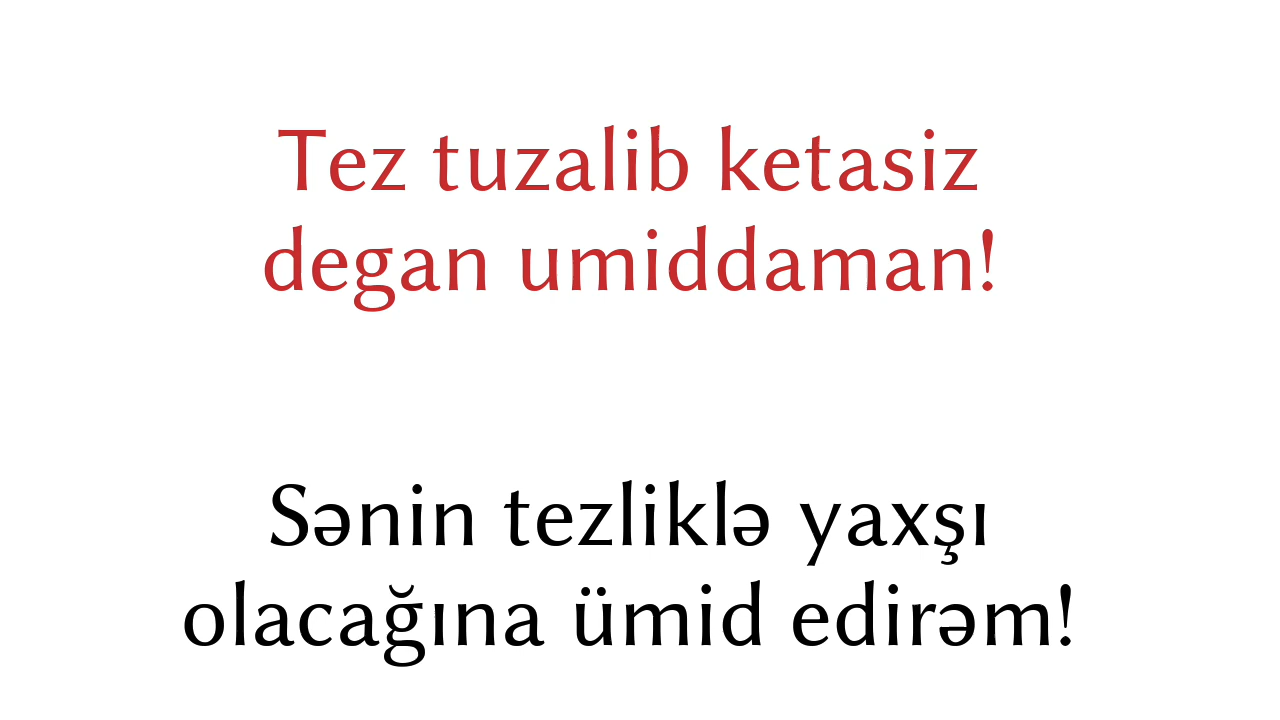 Tez tuzalib ketasiz
degan umiddaman!
Sənin tezliklə yaxşı
olacağına ümid edirəm!